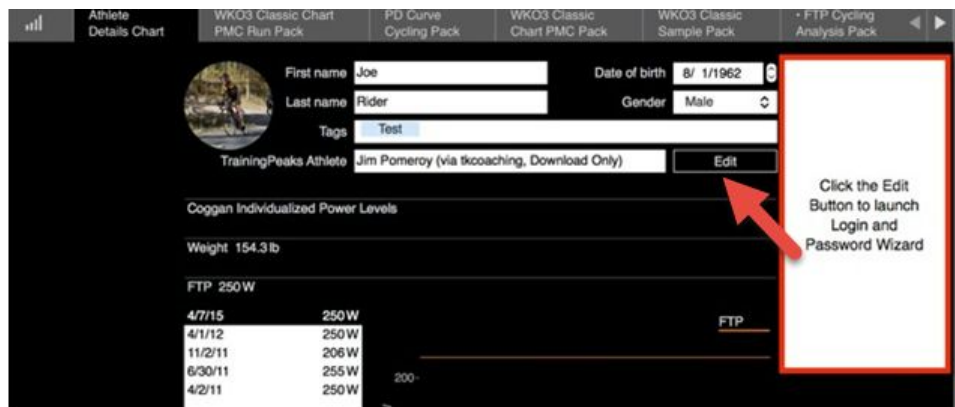 Athlete
Details Chart
WKO3 Classic Chart
PMC Run Pack
PD Curve
Cycling Pack
WKO3 Classic
Chart PMC Pack
WKO3 Classic
Sample Pack
• FTP Cycling
Analysis Pack
First name Joe Date of birth 8/ 1/1962
Last name Rider Gender Male
Tags Test
TrainingPeaks Athlete Jim Pomeroy (via tkcoaching, Download Only) Edit
Click the Edit
Button to launch
Login and
Password Wizard
Coggan Individualized Power Levels
Weight 154.3 lb
FTP 250 W
4/7/15 250 W
4/1/12 250 W
11/2/11 206 W
6/30/11 255 W
4/2/11 250 W
FTP
200-